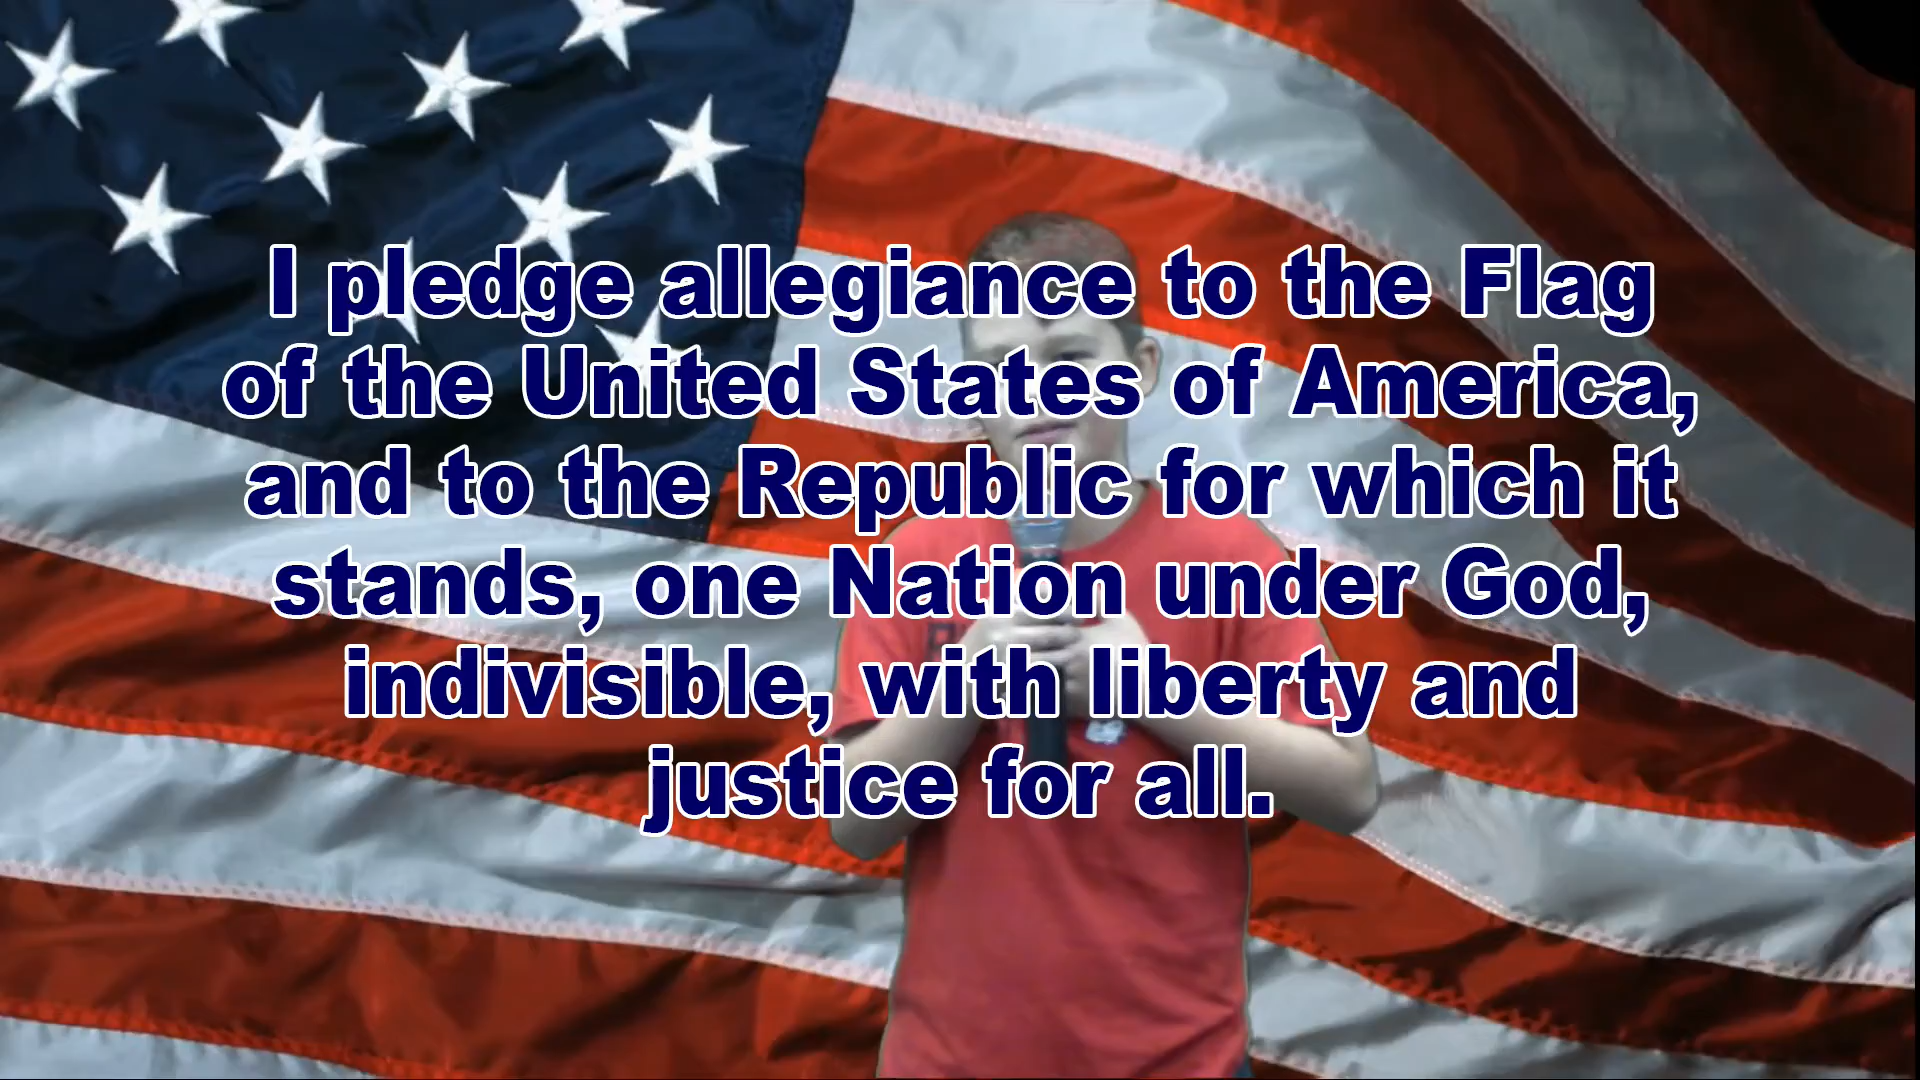 I pledge allegiance to the Flag
of the United States of America,
and to the Republic for which it
stands, one Nation under God,
indivisible, with liberty and
justice for all.